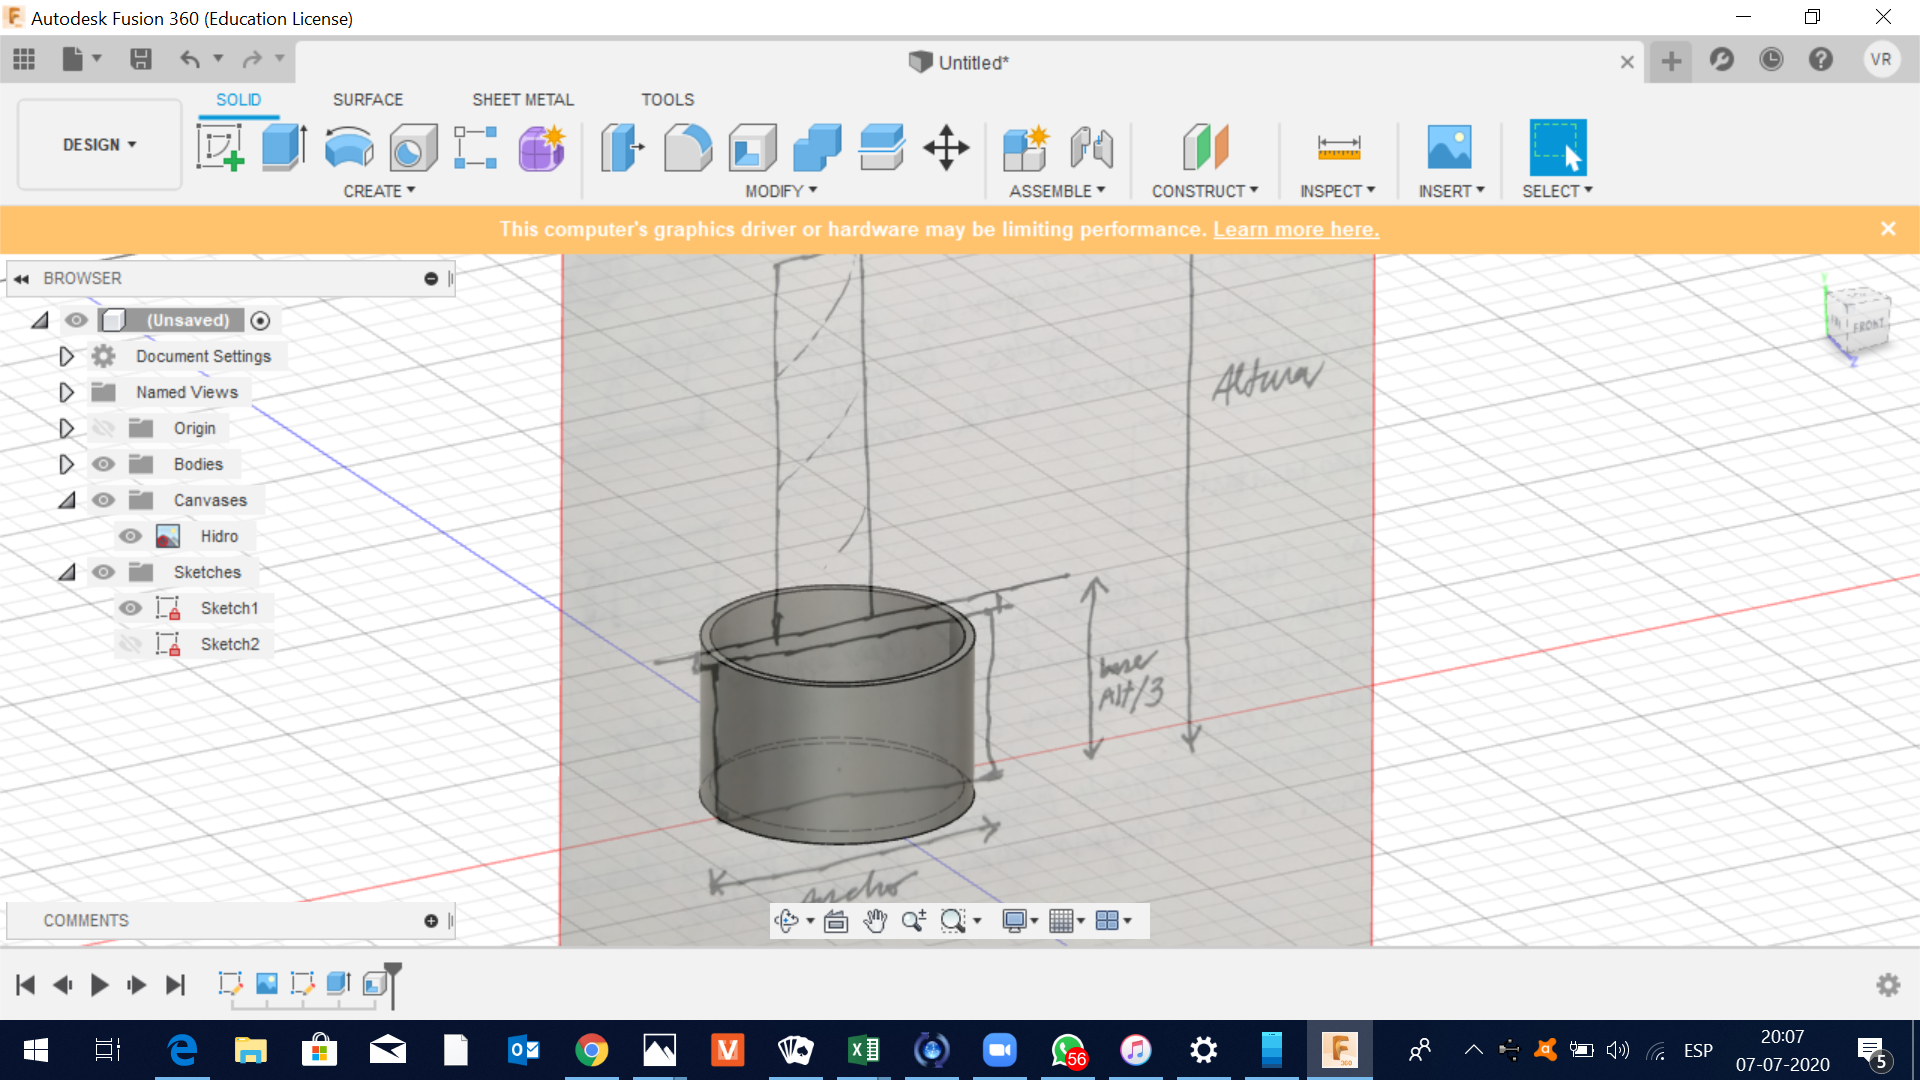 Autodesk Fusion 360 (Education License)
Untitled*
VR
DESIGN
SOLID
SURFACE
SHEET METAL
TOOLS
CREATE
MODIFY
ASSEMBLE
CONSTRUCT
INSPECT
INSERT
SELECT
This computer's graphics driver or hardware may be limiting performance. Learn more here.
BROWSER
(Unsaved)
Document Settings
Named Views
Origin
Bodies
Canvases
Hidro
Sketches
Sketch1
Sketch2
FRONT
Y
Z
Altura
base
Alt/3
ancho
COMMENTS
56
ESP
20:07
07-07-2020
5